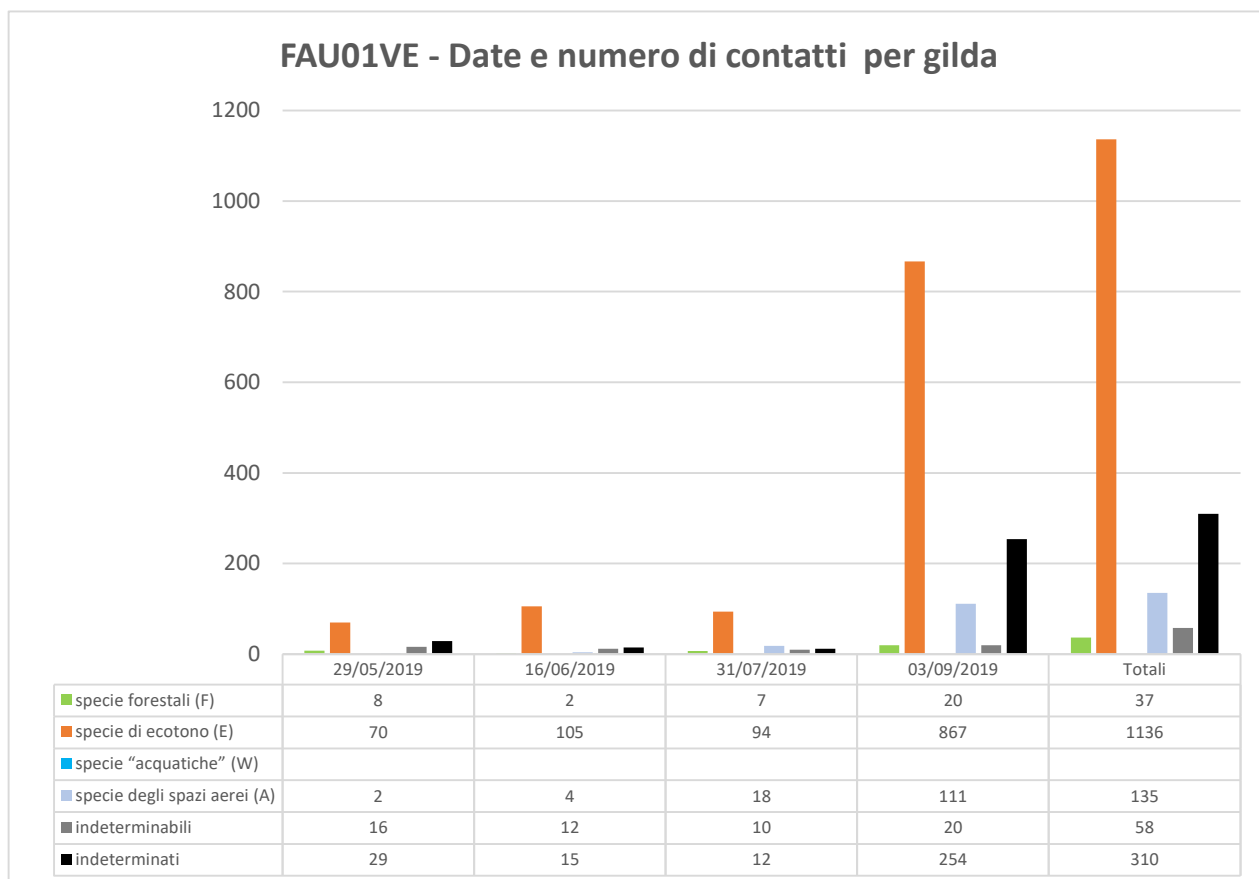 FAU01VE - Date e numero di contatti  per gilda
1200
1000
800
600
400
200
0
29/05/2019 16/06/2019 31/07/2019 03/09/2019 Totali
specie forestali (F) 8 2 7 20 37
specie di ecotono (E) 70 105 94 867 1136
specie “acquatiche” (W)
specie degli spazi aerei (A) 2 4 18 111 135
indeterminabili 16 12 10 20 58
indeterminati 29 15 12 254 310